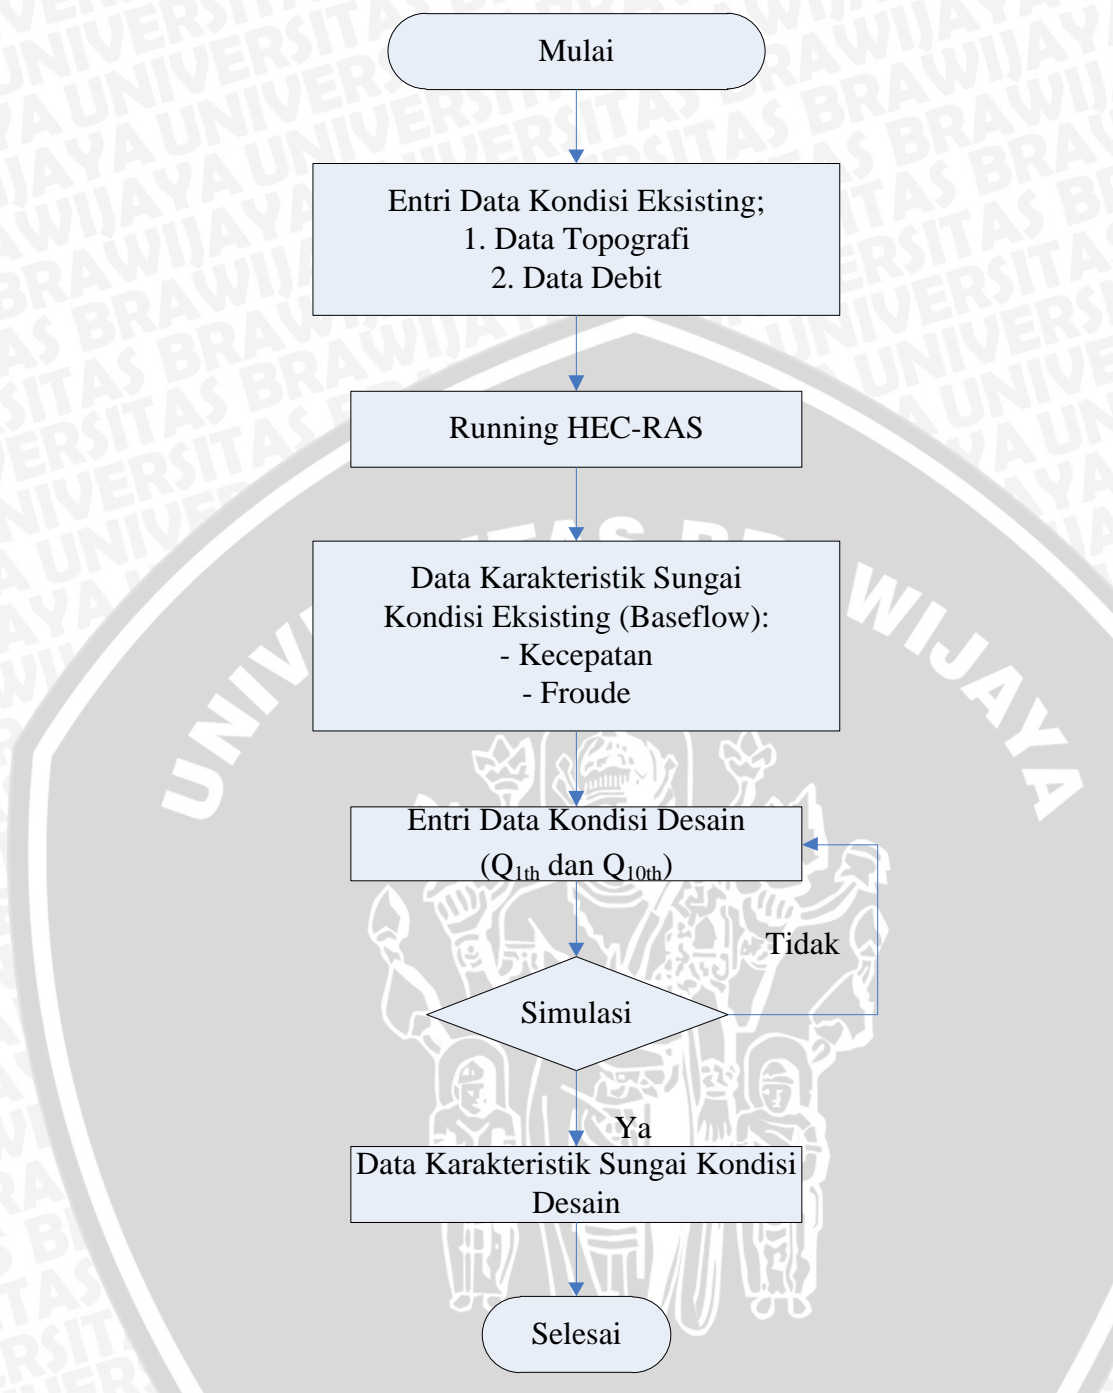 Mulai
Entri Data Kondisi Eksisting;
1. Data Topografi
2. Data Debit
Running HEC-RAS
Data Karakteristik Sungai
Kondisi Eksisting (Baseflow):
- Kecepatan
- Froude
Entri Data Kondisi Desain
(Q1th dan Q10th)
Tidak
Simulasi
Ya
Data Karakteristik Sungai Kondisi
Desain
Selesai
UNIVERSITAS BRAWIJAYA